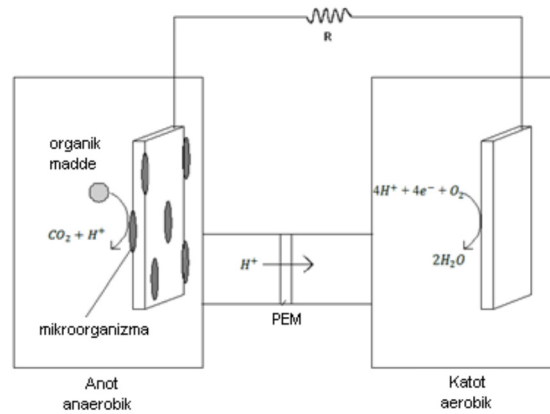 R
organik
madde
CO₂ + H⁺
mikroorganizma
H⁺
PEM
4H⁺ + 4e⁻ + O₂
2H₂O
Anot
anaerobik
Katot
aerobik